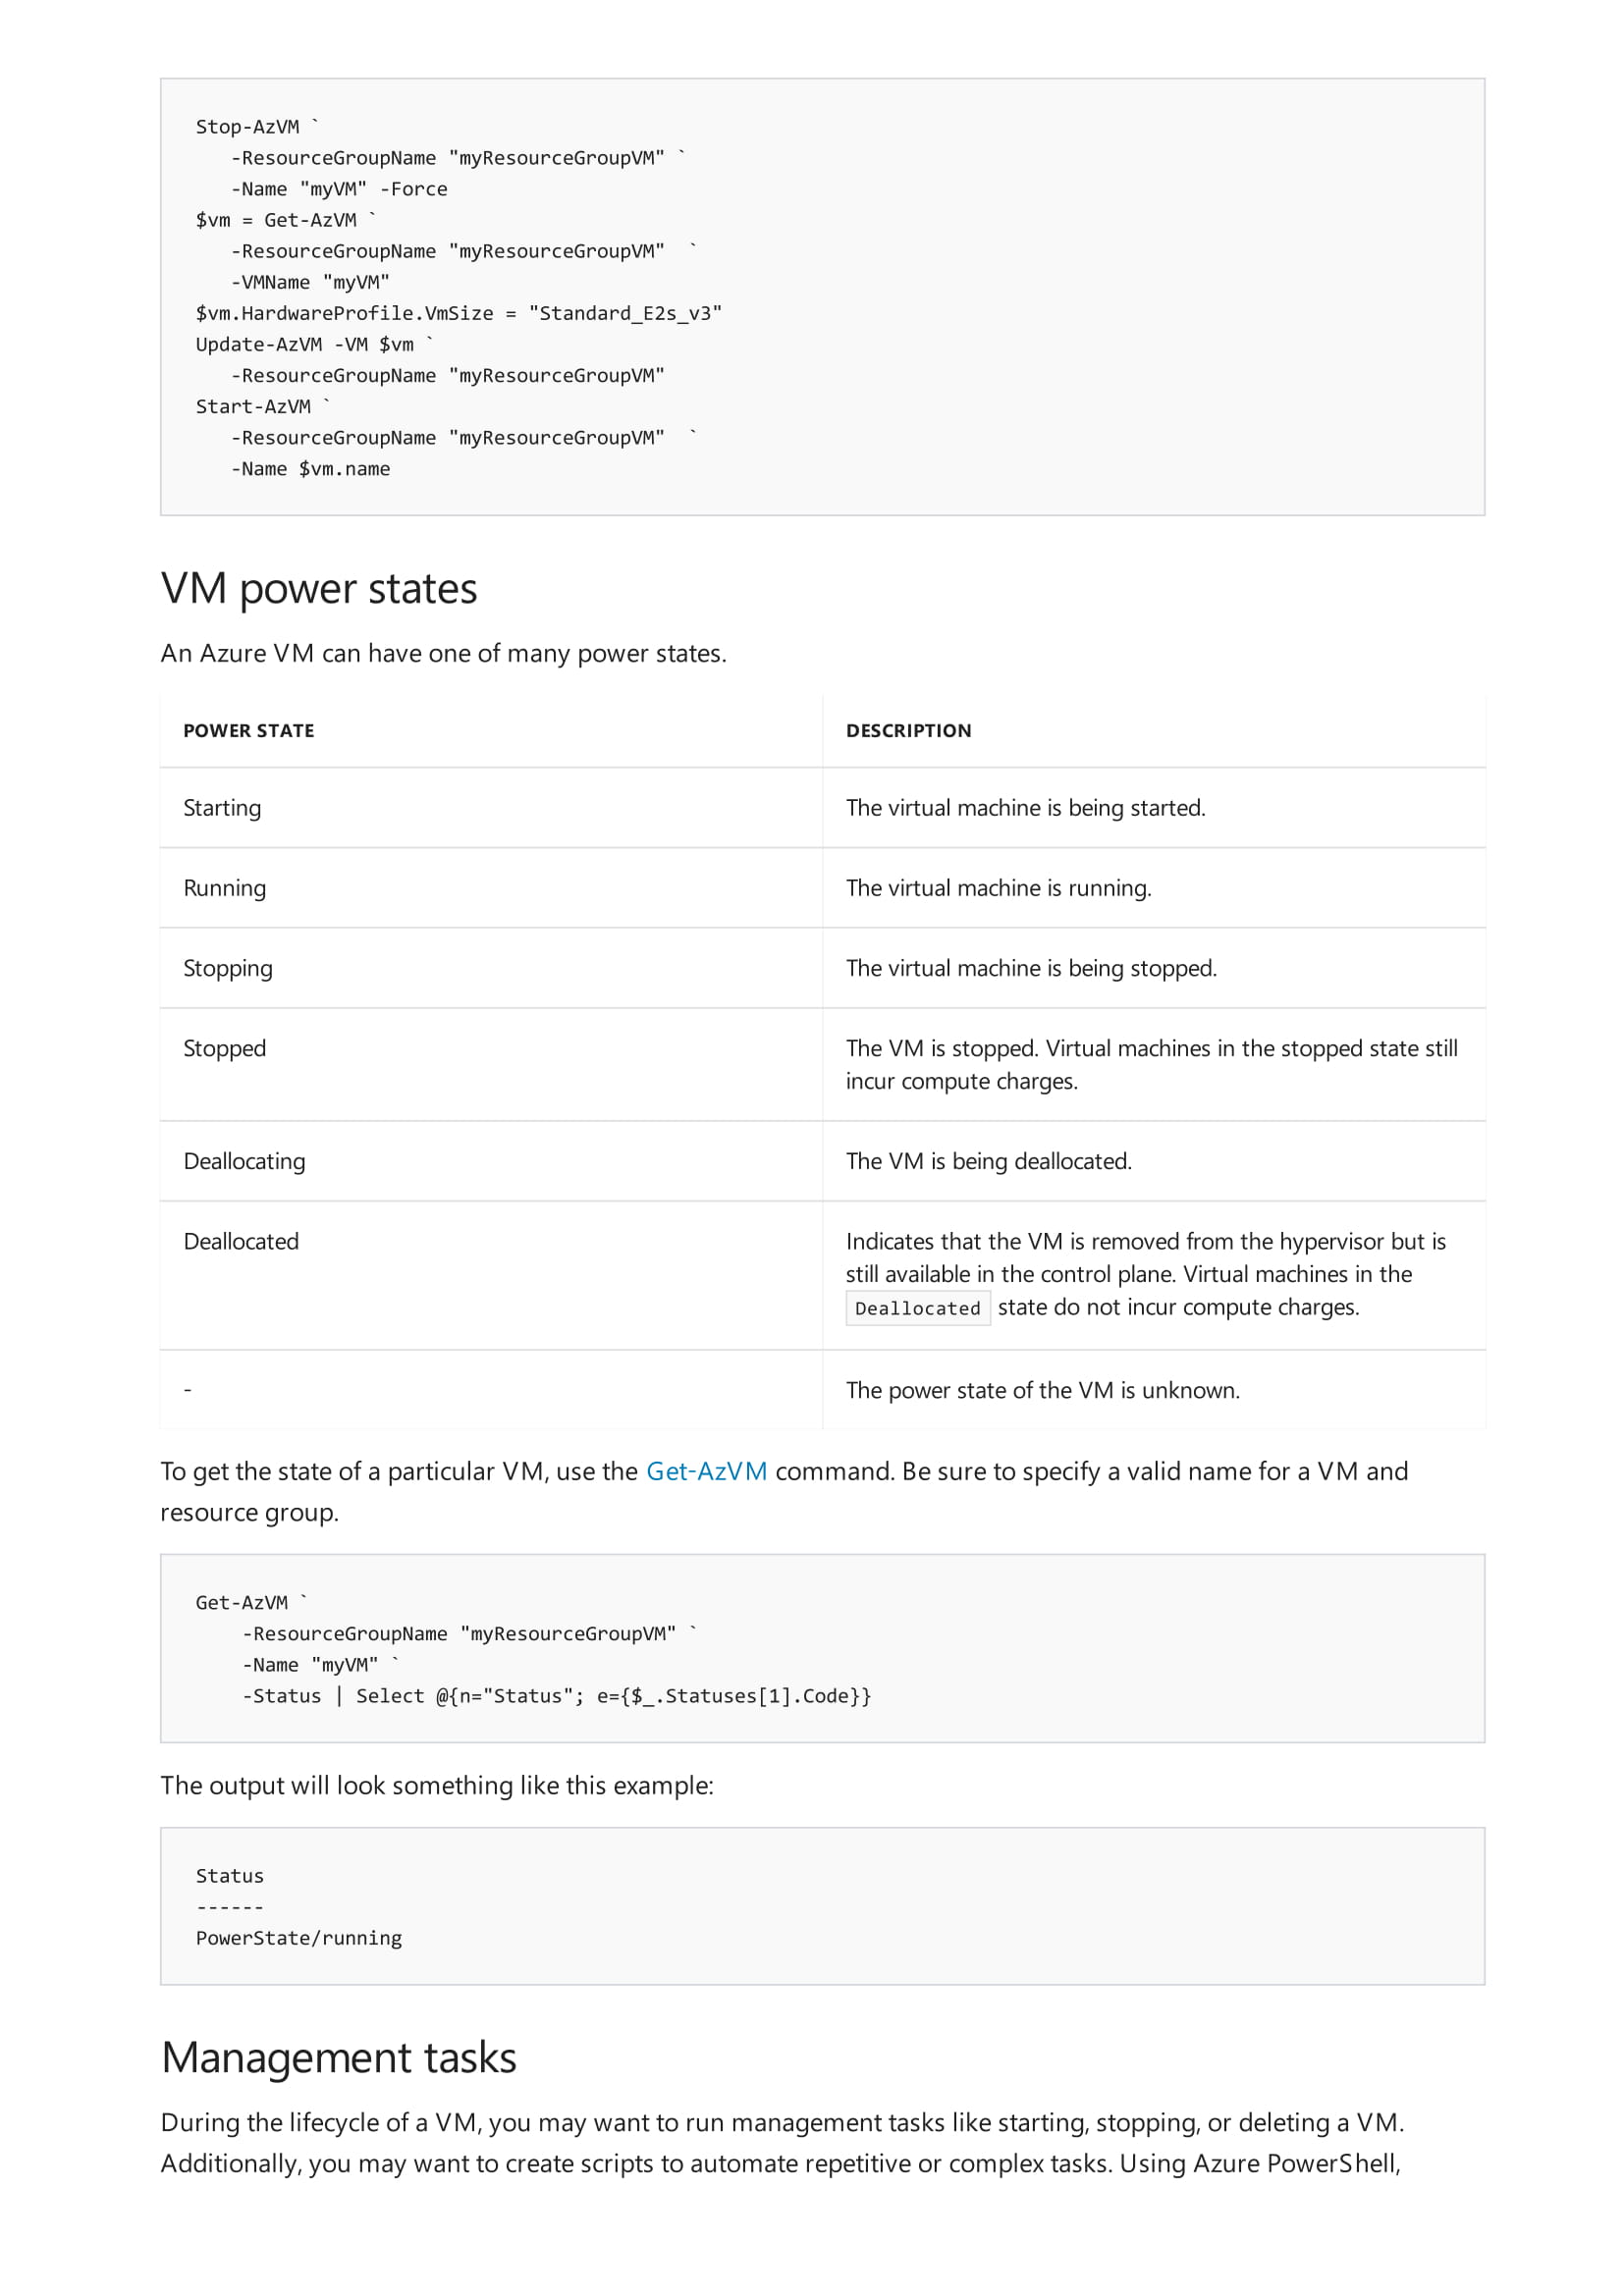 Stop-AzVM `
   -ResourceGroupName "myResourceGroupVM" `
   -Name "myVM" -Force
$vm = Get-AzVM `
   -ResourceGroupName "myResourceGroupVM"  `
   -VMName "myVM"
$vm.HardwareProfile.VmSize = "Standard_E2s_v3"
Update-AzVM -VM $vm `
   -ResourceGroupName "myResourceGroupVM"
Start-AzVM `
   -ResourceGroupName "myResourceGroupVM"  `
   -Name $vm.name
VM power states
An Azure VM can have one of many power states.
POWER STATE DESCRIPTION
Starting The virtual machine is being started.
Running The virtual machine is running.
Stopping The virtual machine is being stopped.
Stopped The VM is stopped. Virtual machines in the stopped state still
incur compute charges.
Deallocating The VM is being deallocated.
Deallocated Indicates that the VM is removed from the hypervisor but is
still available in the control plane. Virtual machines in the
Deallocated state do not incur compute charges.
- The power state of the VM is unknown.
To get the state of a particular VM, use the Get-AzVM command. Be sure to specify a valid name for a VM and
resource group.
Get-AzVM `
    -ResourceGroupName "myResourceGroupVM" `
    -Name "myVM" `
    -Status | Select @{n="Status"; e={$_.Statuses[1].Code}}
The output will look something like this example:
Status
------
PowerState/running
Management tasks
During the lifecycle of a VM, you may want to run management tasks like starting, stopping, or deleting a VM.
Additionally, you may want to create scripts to automate repetitive or complex tasks. Using Azure PowerShell,